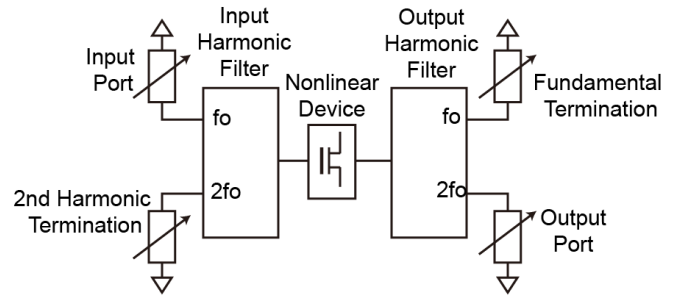 Input
Harmonic
Filter
Output
Harmonic
Filter
Input
Port
Nonlinear
Device
Fundamental
Termination
fo
fo
2nd Harmonic
Termination
2fo
2fo
Output
Port